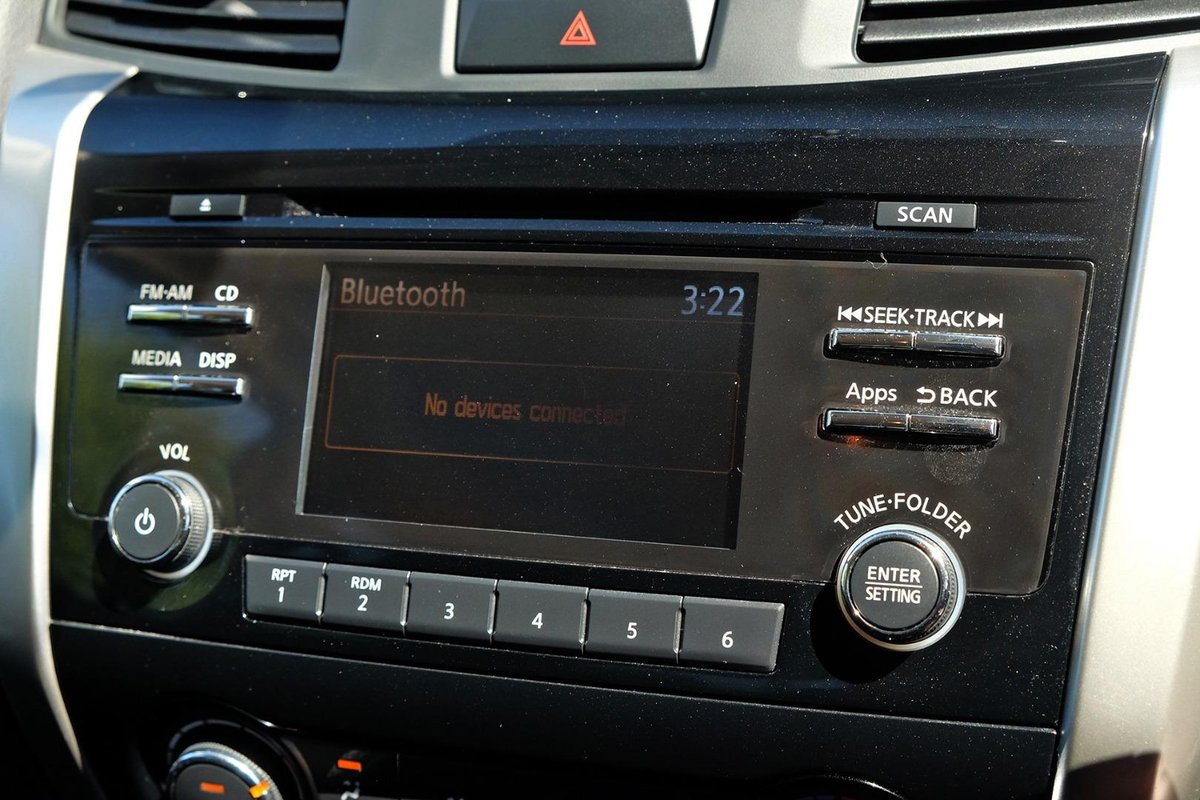 SCAN
FM·AM CD
Bluetooth 3:22
SEEK·TRACK
MEDIA DISP
No devices connected
Apps BACK
VOL
TUNE·FOLDER
ENTER
SETTING
RPT RDM
1 2 3 4 5 6